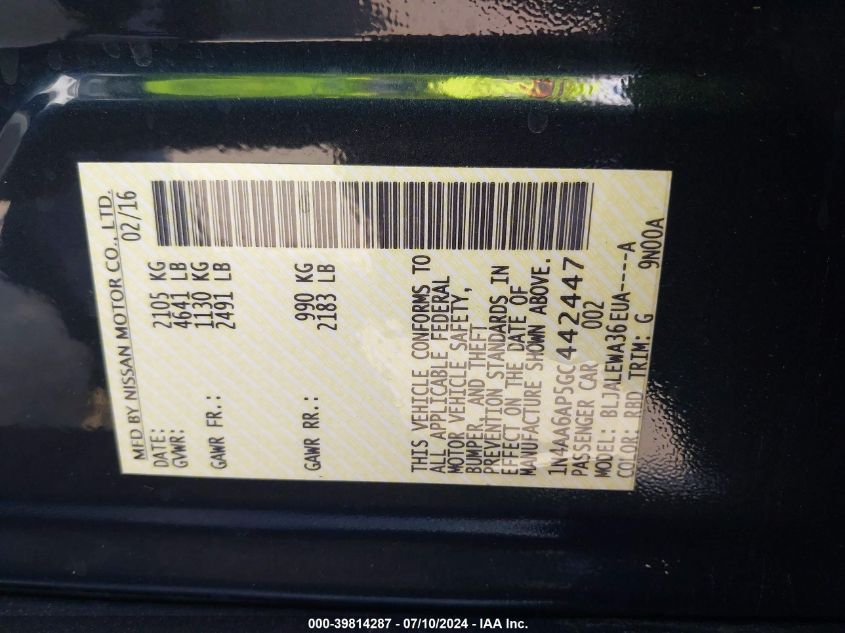 MFD BY NISSAN MOTOR CO., LTD.
DATE: 02/16
GVWR: 2105 KG
4641 LB
GAWR FR.: 1130 KG
2491 LB
GAWR RR.: 990 KG
2183 LB
THIS VEHICLE CONFORMS TO
ALL APPLICABLE FEDERAL
MOTOR VEHICLE SAFETY,
BUMPER, AND THEFT
PREVENTION STANDARDS IN
EFFECT ON THE DATE OF
MANUFACTURE SHOWN ABOVE.
1N4AA6AP5GC442447
PASSENGER CAR 002
MODEL: BLJALEWA36EUA----A
COLOR: RBD TRIM: G 9N00A
000-39814287 - 07/10/2024 - IAA Inc.